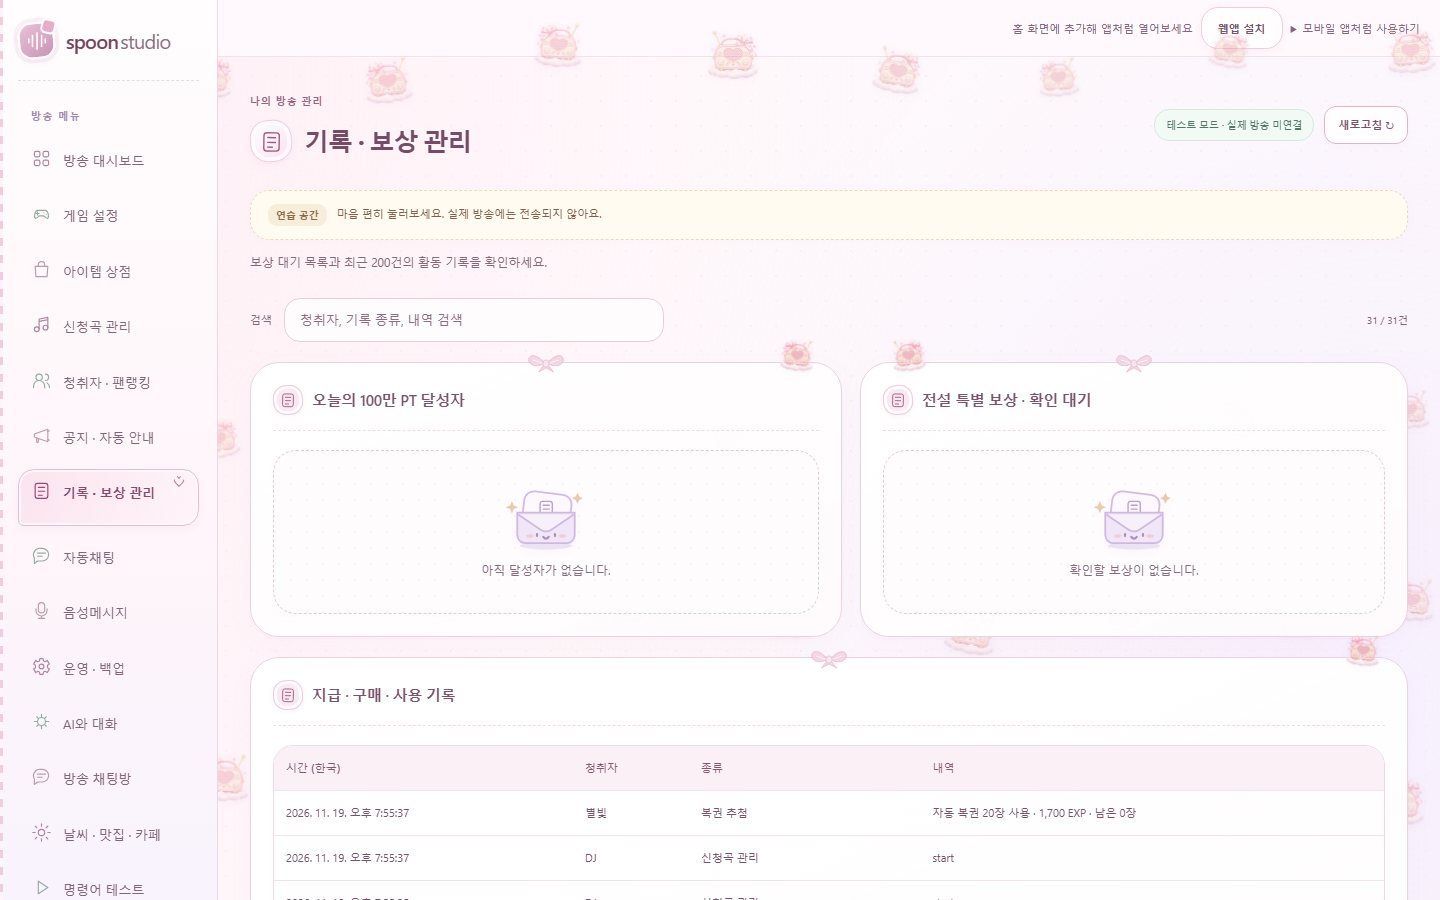 spoon studio
홈 화면에 추가해 앱처럼 열어보세요
웹앱 설치
▶ 모바일 앱처럼 사용하기
방송 메뉴
방송 대시보드
게임 설정
아이템 상점
신청곡 관리
청취자 · 팬랭킹
공지 · 자동 안내
기록 · 보상 관리
자동채팅
음성메시지
운영 · 백업
AI와 대화
방송 채팅방
날씨 · 맛집 · 카페
명령어 테스트
나의 방송 관리
기록 · 보상 관리
테스트 모드 · 실제 방송 미연결
새로고침 ↻
연습 공간
마음 편히 눌러보세요. 실제 방송에는 전송되지 않아요.
보상 대기 목록과 최근 200건의 활동 기록을 확인하세요.
검색
청취자, 기록 종류, 내역 검색
31 / 31건
오늘의 100만 PT 달성자
아직 달성자가 없습니다.
전설 특별 보상 · 확인 대기
확인할 보상이 없습니다.
지급 · 구매 · 사용 기록
시간 (한국) 청취자 종류 내역
2026. 11. 19. 오후 7:55:37 별빛 복권 추첨 자동 복권 20장 사용 · 1,700 EXP · 남은 0장
2026. 11. 19. 오후 7:55:37 DJ 신청곡 관리 start